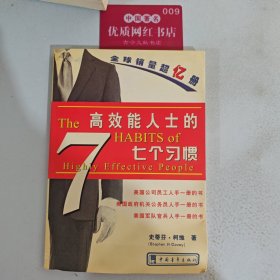 009
中国著名
优质网红书店
全球销量超亿册
The
高效能人士的
7
HABITS of
七个习惯
Highly Effective People
美国公司员工人手一册的书
美国政府机关公务员人手一册的书
美国军队官兵人手一册的书
史蒂芬·柯维 著
(Stephen.R.Covey)
中国青年出版社